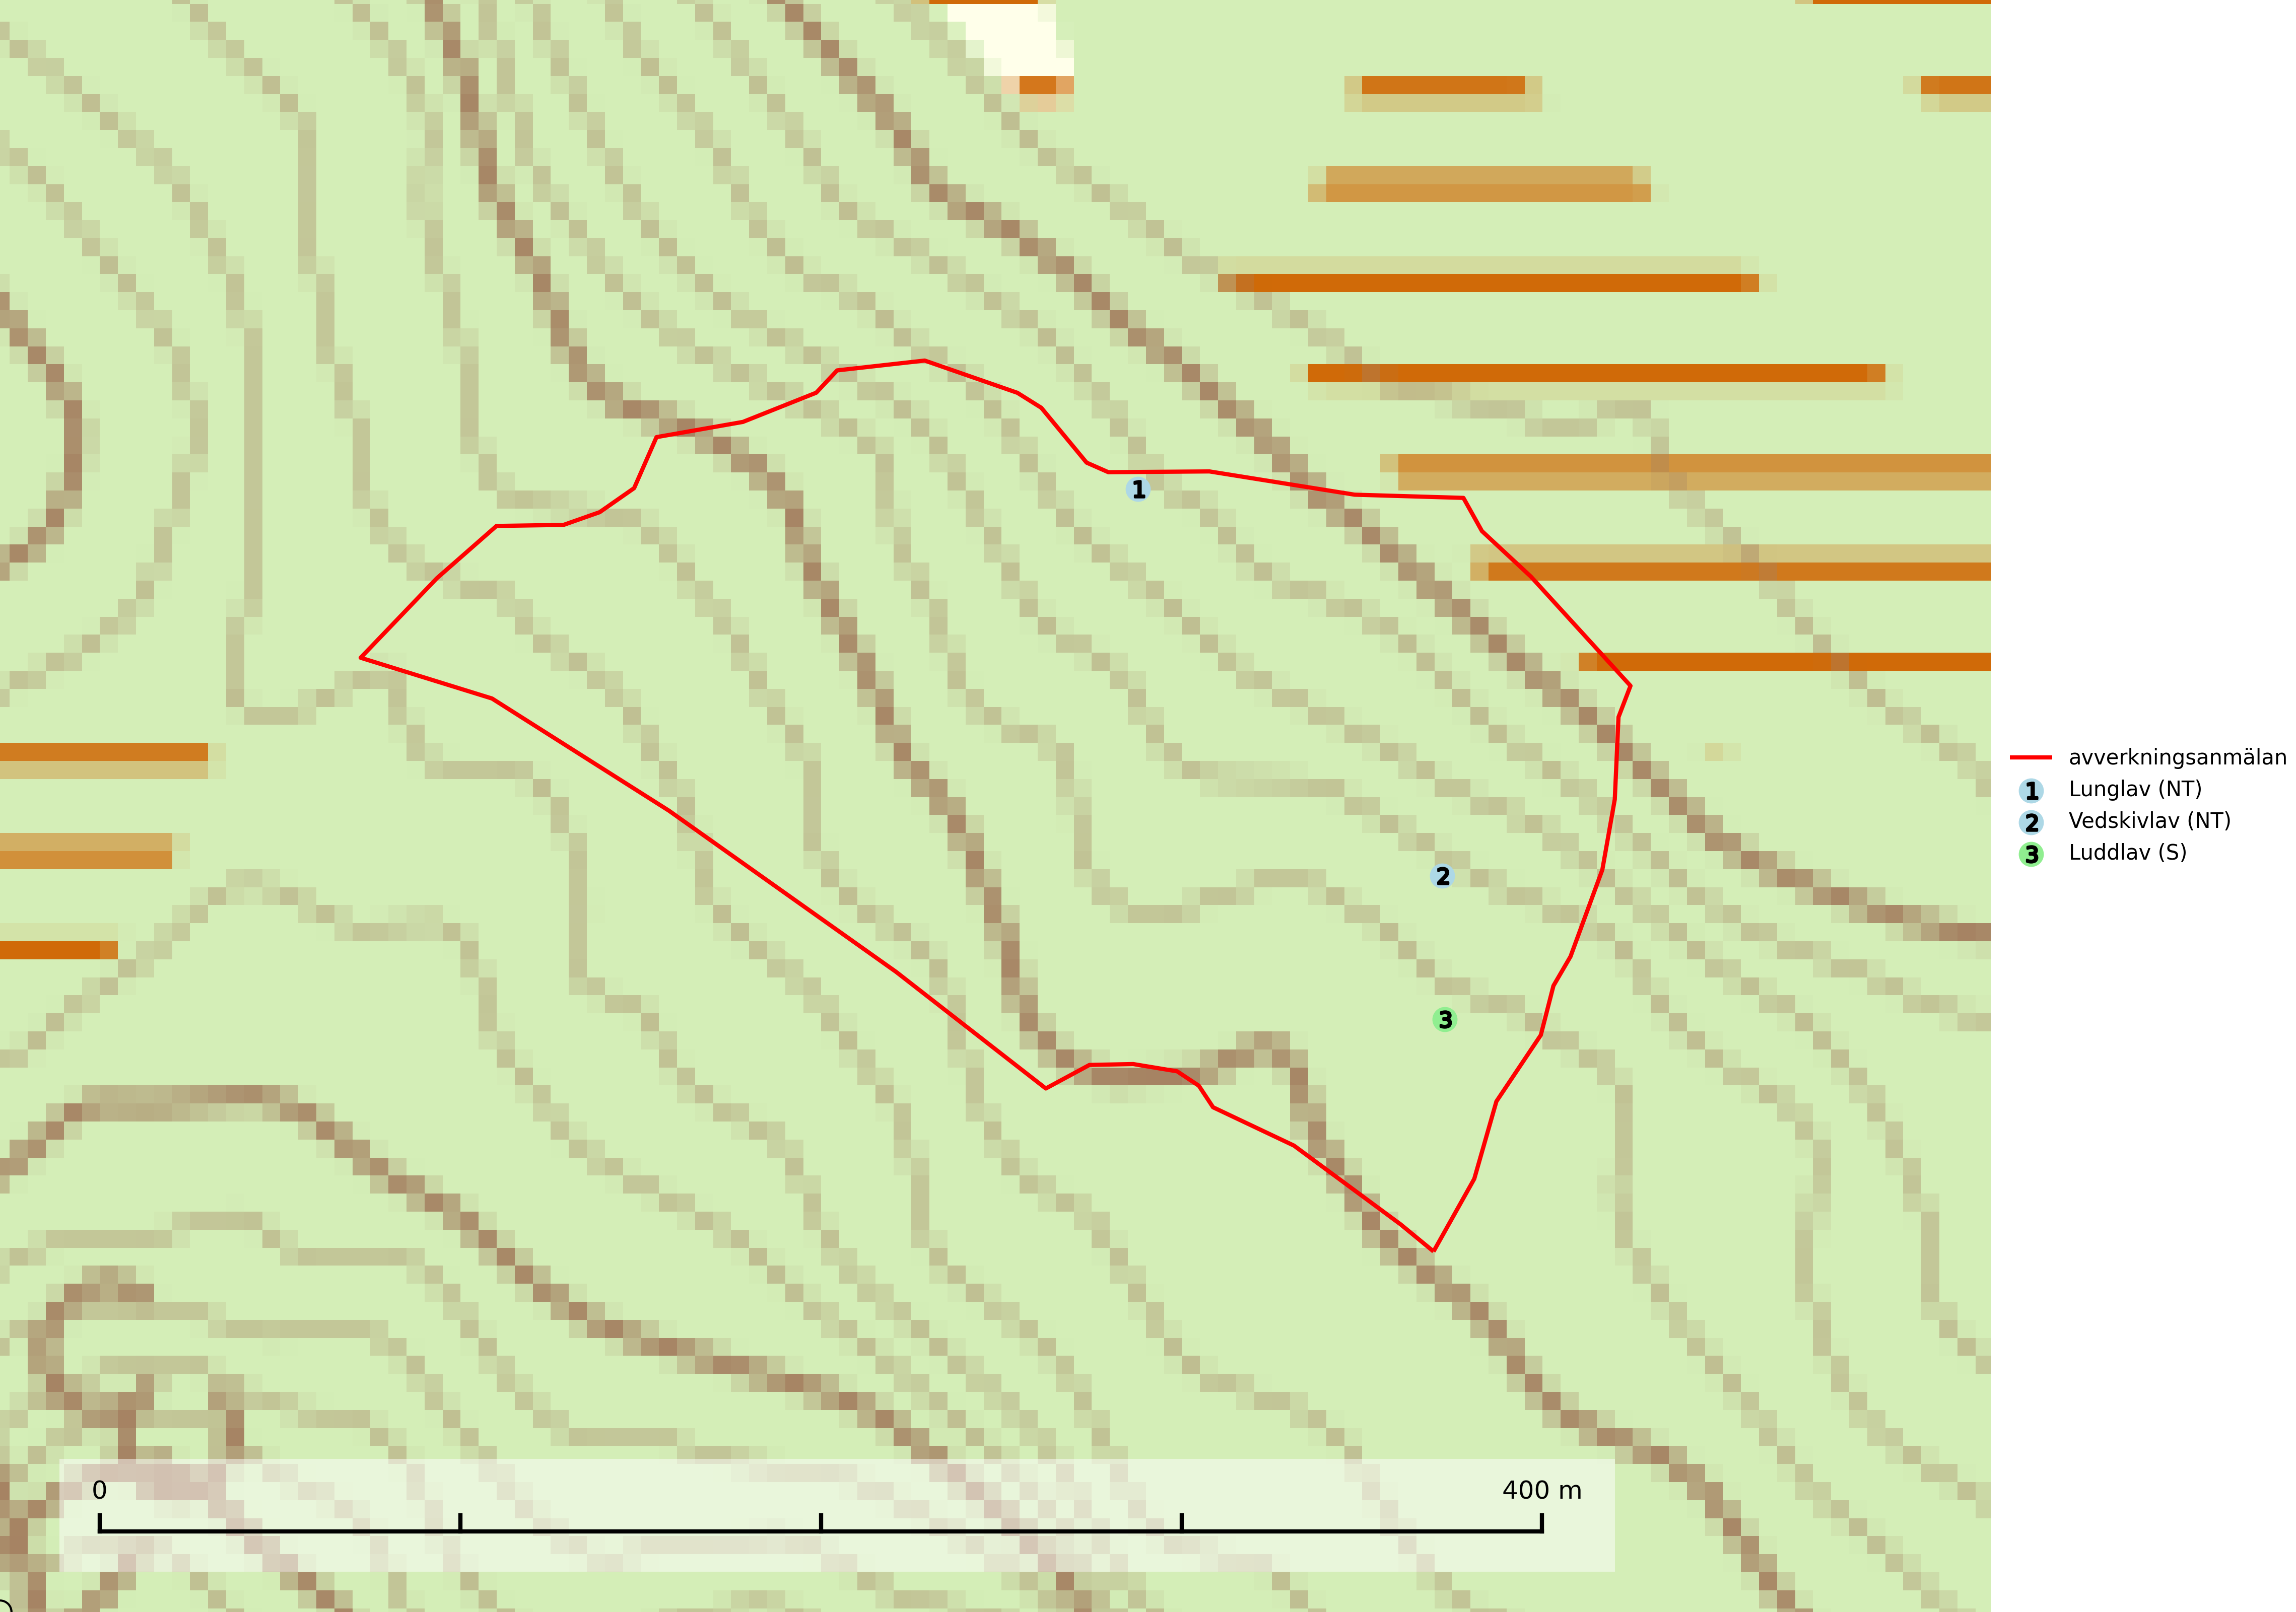 1
2
3
avverkningsanmälan
1 Lunglav (NT)
2 Vedskivlav (NT)
3 Luddlav (S)
0 400 m